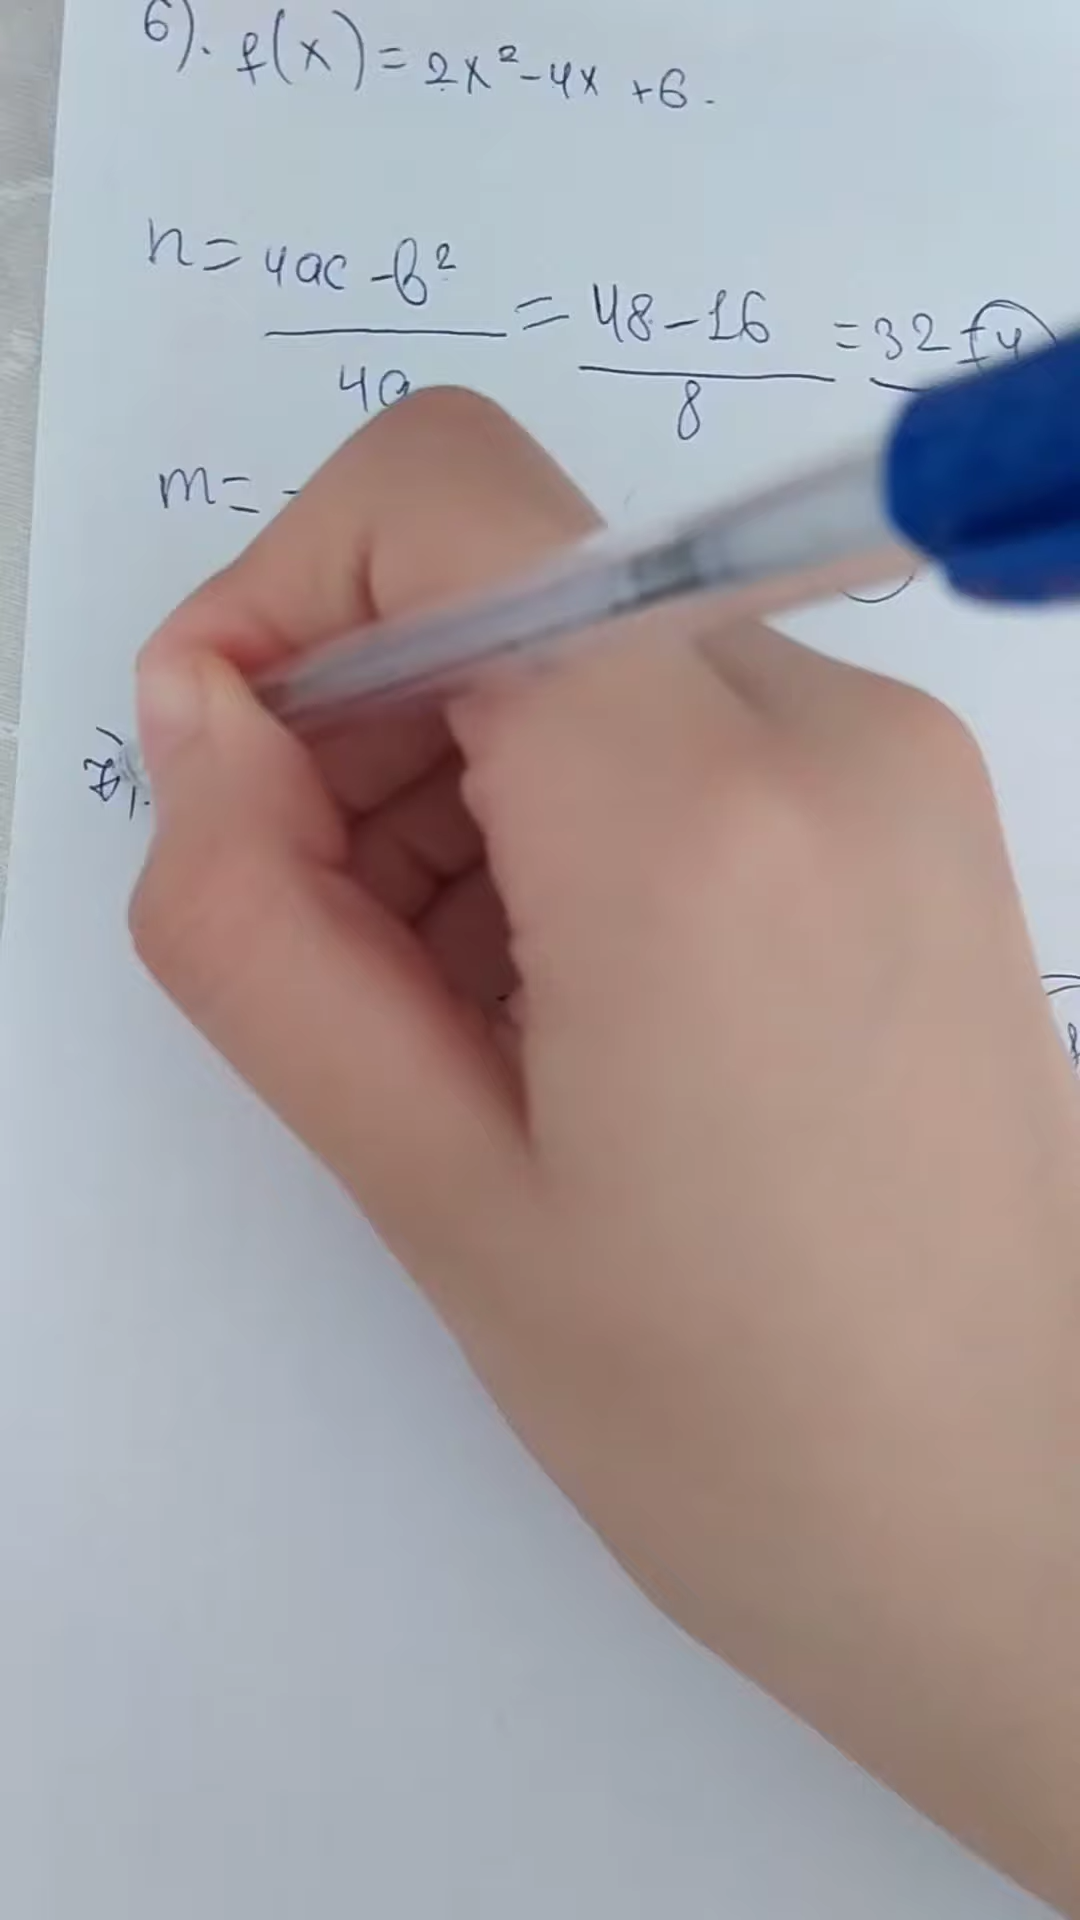 6). f(x) = 2x² - 4x + 6.
n = 4ac - b² / 4a = 48 - 16 / 8 = 32
m = -
7).